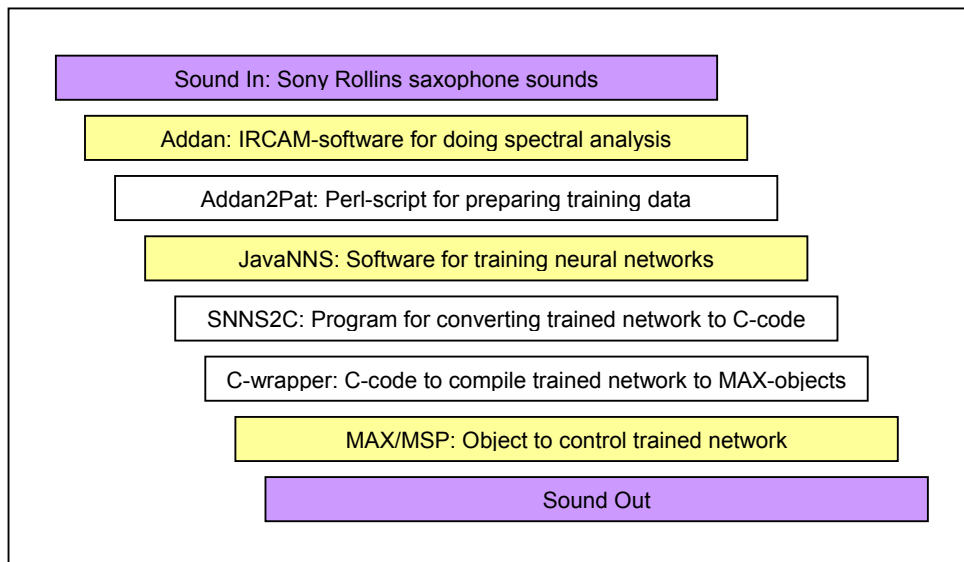 Sound In: Sony Rollins saxophone sounds
Addan: IRCAM-software for doing spectral analysis
Addan2Pat: Perl-script for preparing training data
JavaNNS: Software for training neural networks
SNNS2C: Program for converting trained network to C-code
C-wrapper: C-code to compile trained network to MAX-objects
MAX/MSP: Object to control trained network
Sound Out